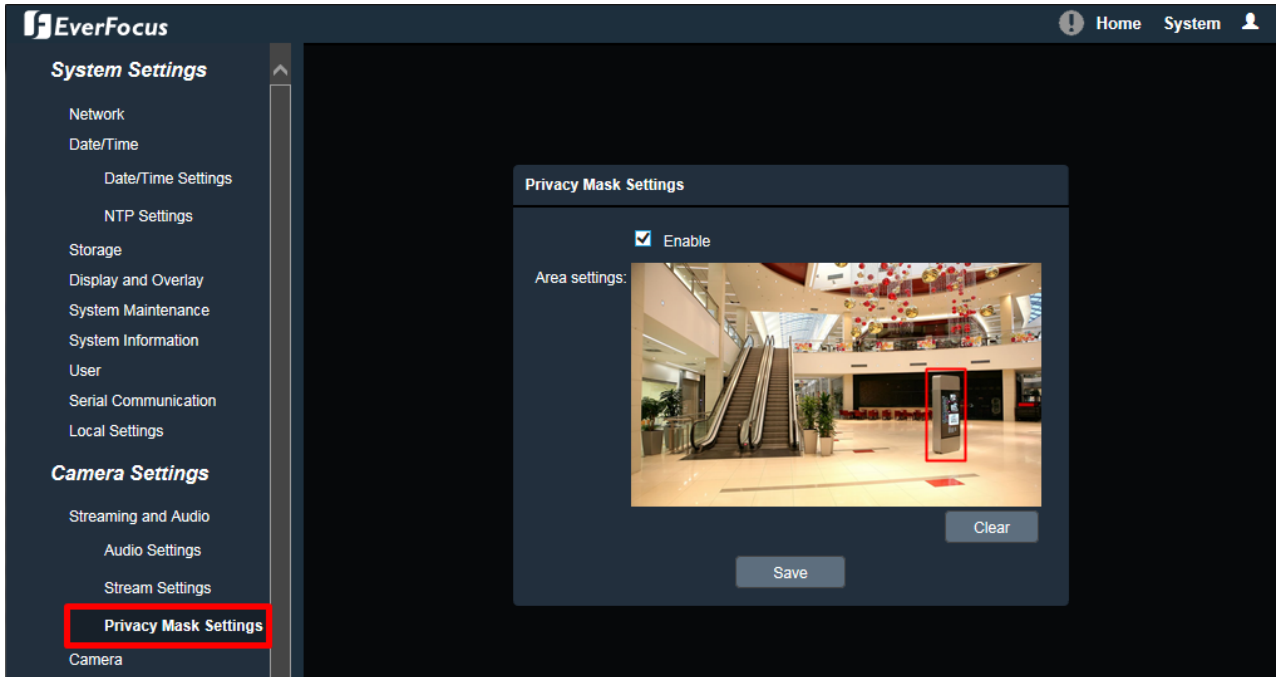 EverFocus
Home System
System Settings
Network
Date/Time
Date/Time Settings
NTP Settings
Storage
Display and Overlay
System Maintenance
System Information
User
Serial Communication
Local Settings
Camera Settings
Streaming and Audio
Audio Settings
Stream Settings
Privacy Mask Settings
Camera
Privacy Mask Settings
Enable
Area settings:
Clear
Save